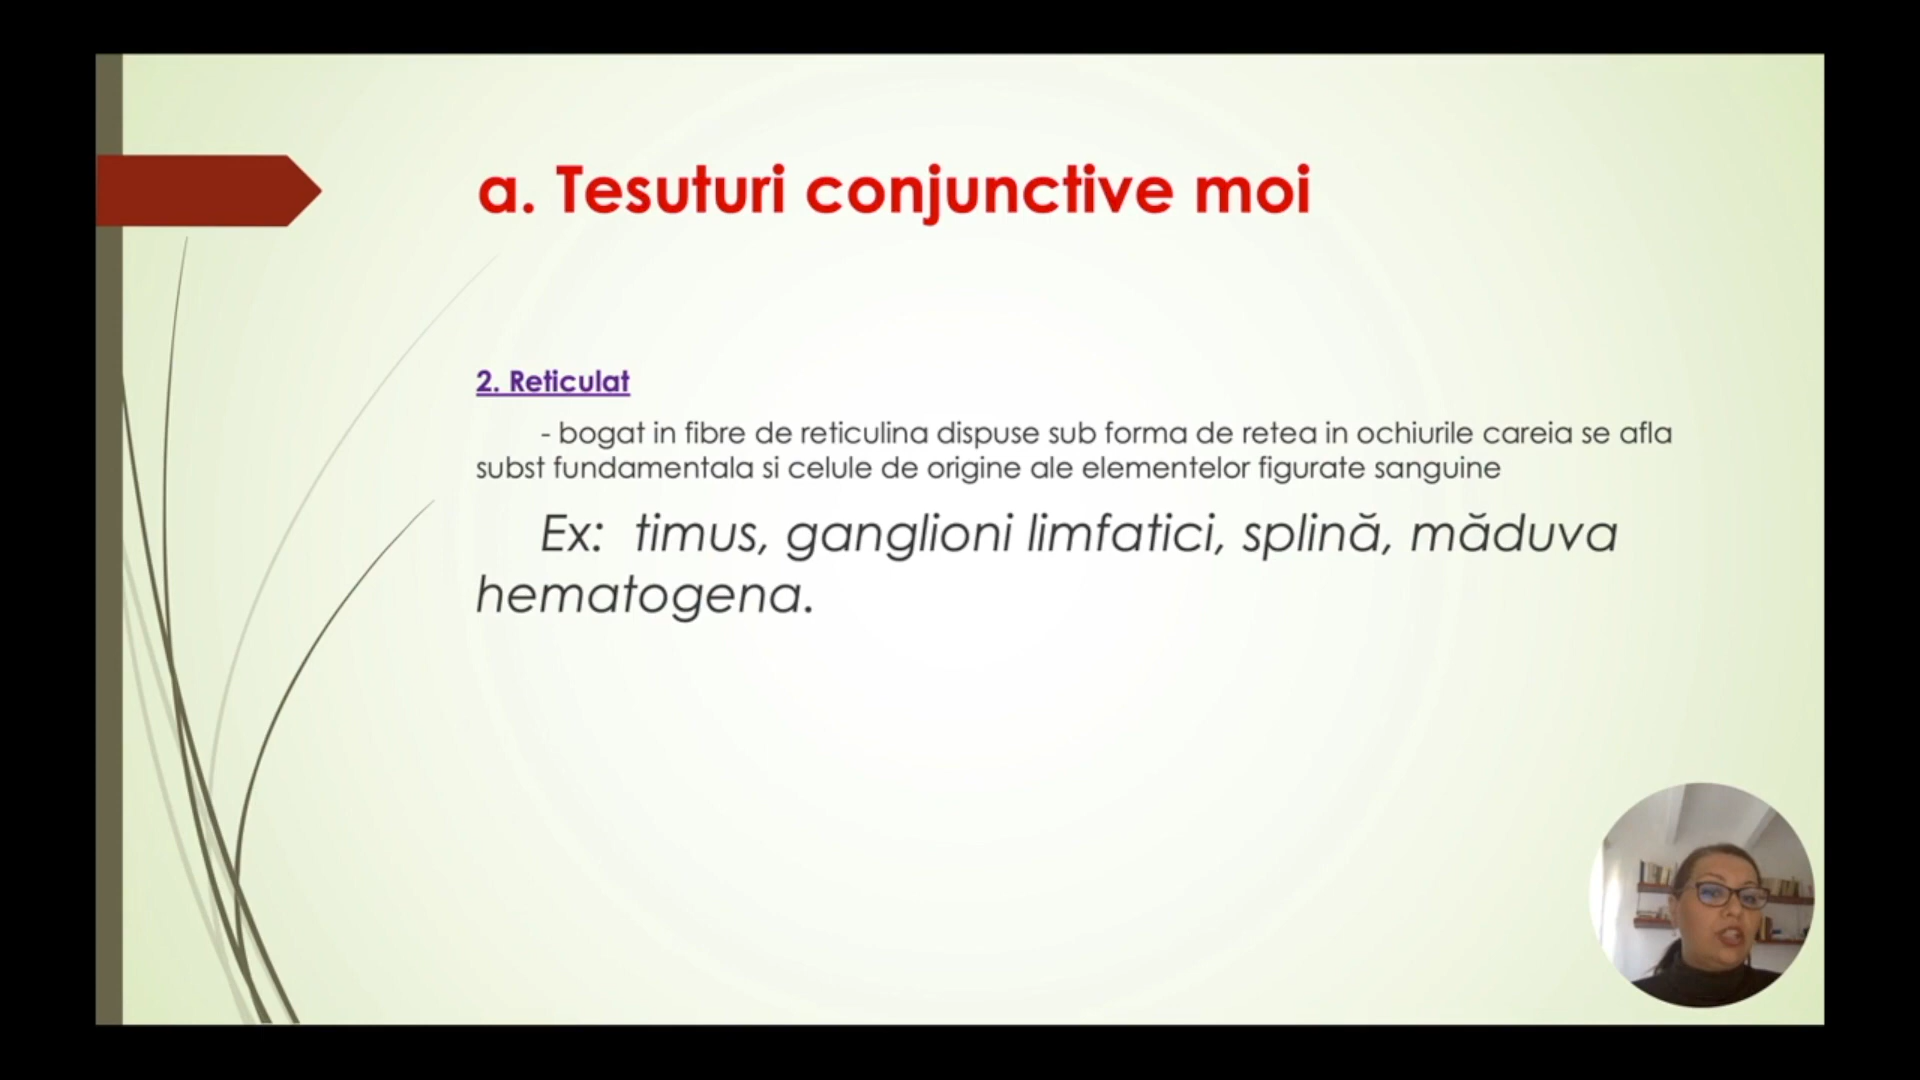 a. Tesuturi conjunctive moi
2. Reticulat
- bogat in fibre de reticulina dispuse sub forma de retea in ochiurile careia se afla
subst fundamentala si celule de origine ale elementelor figurate sanguine
Ex: timus, ganglioni limfatici, splină, măduva
hematogena.